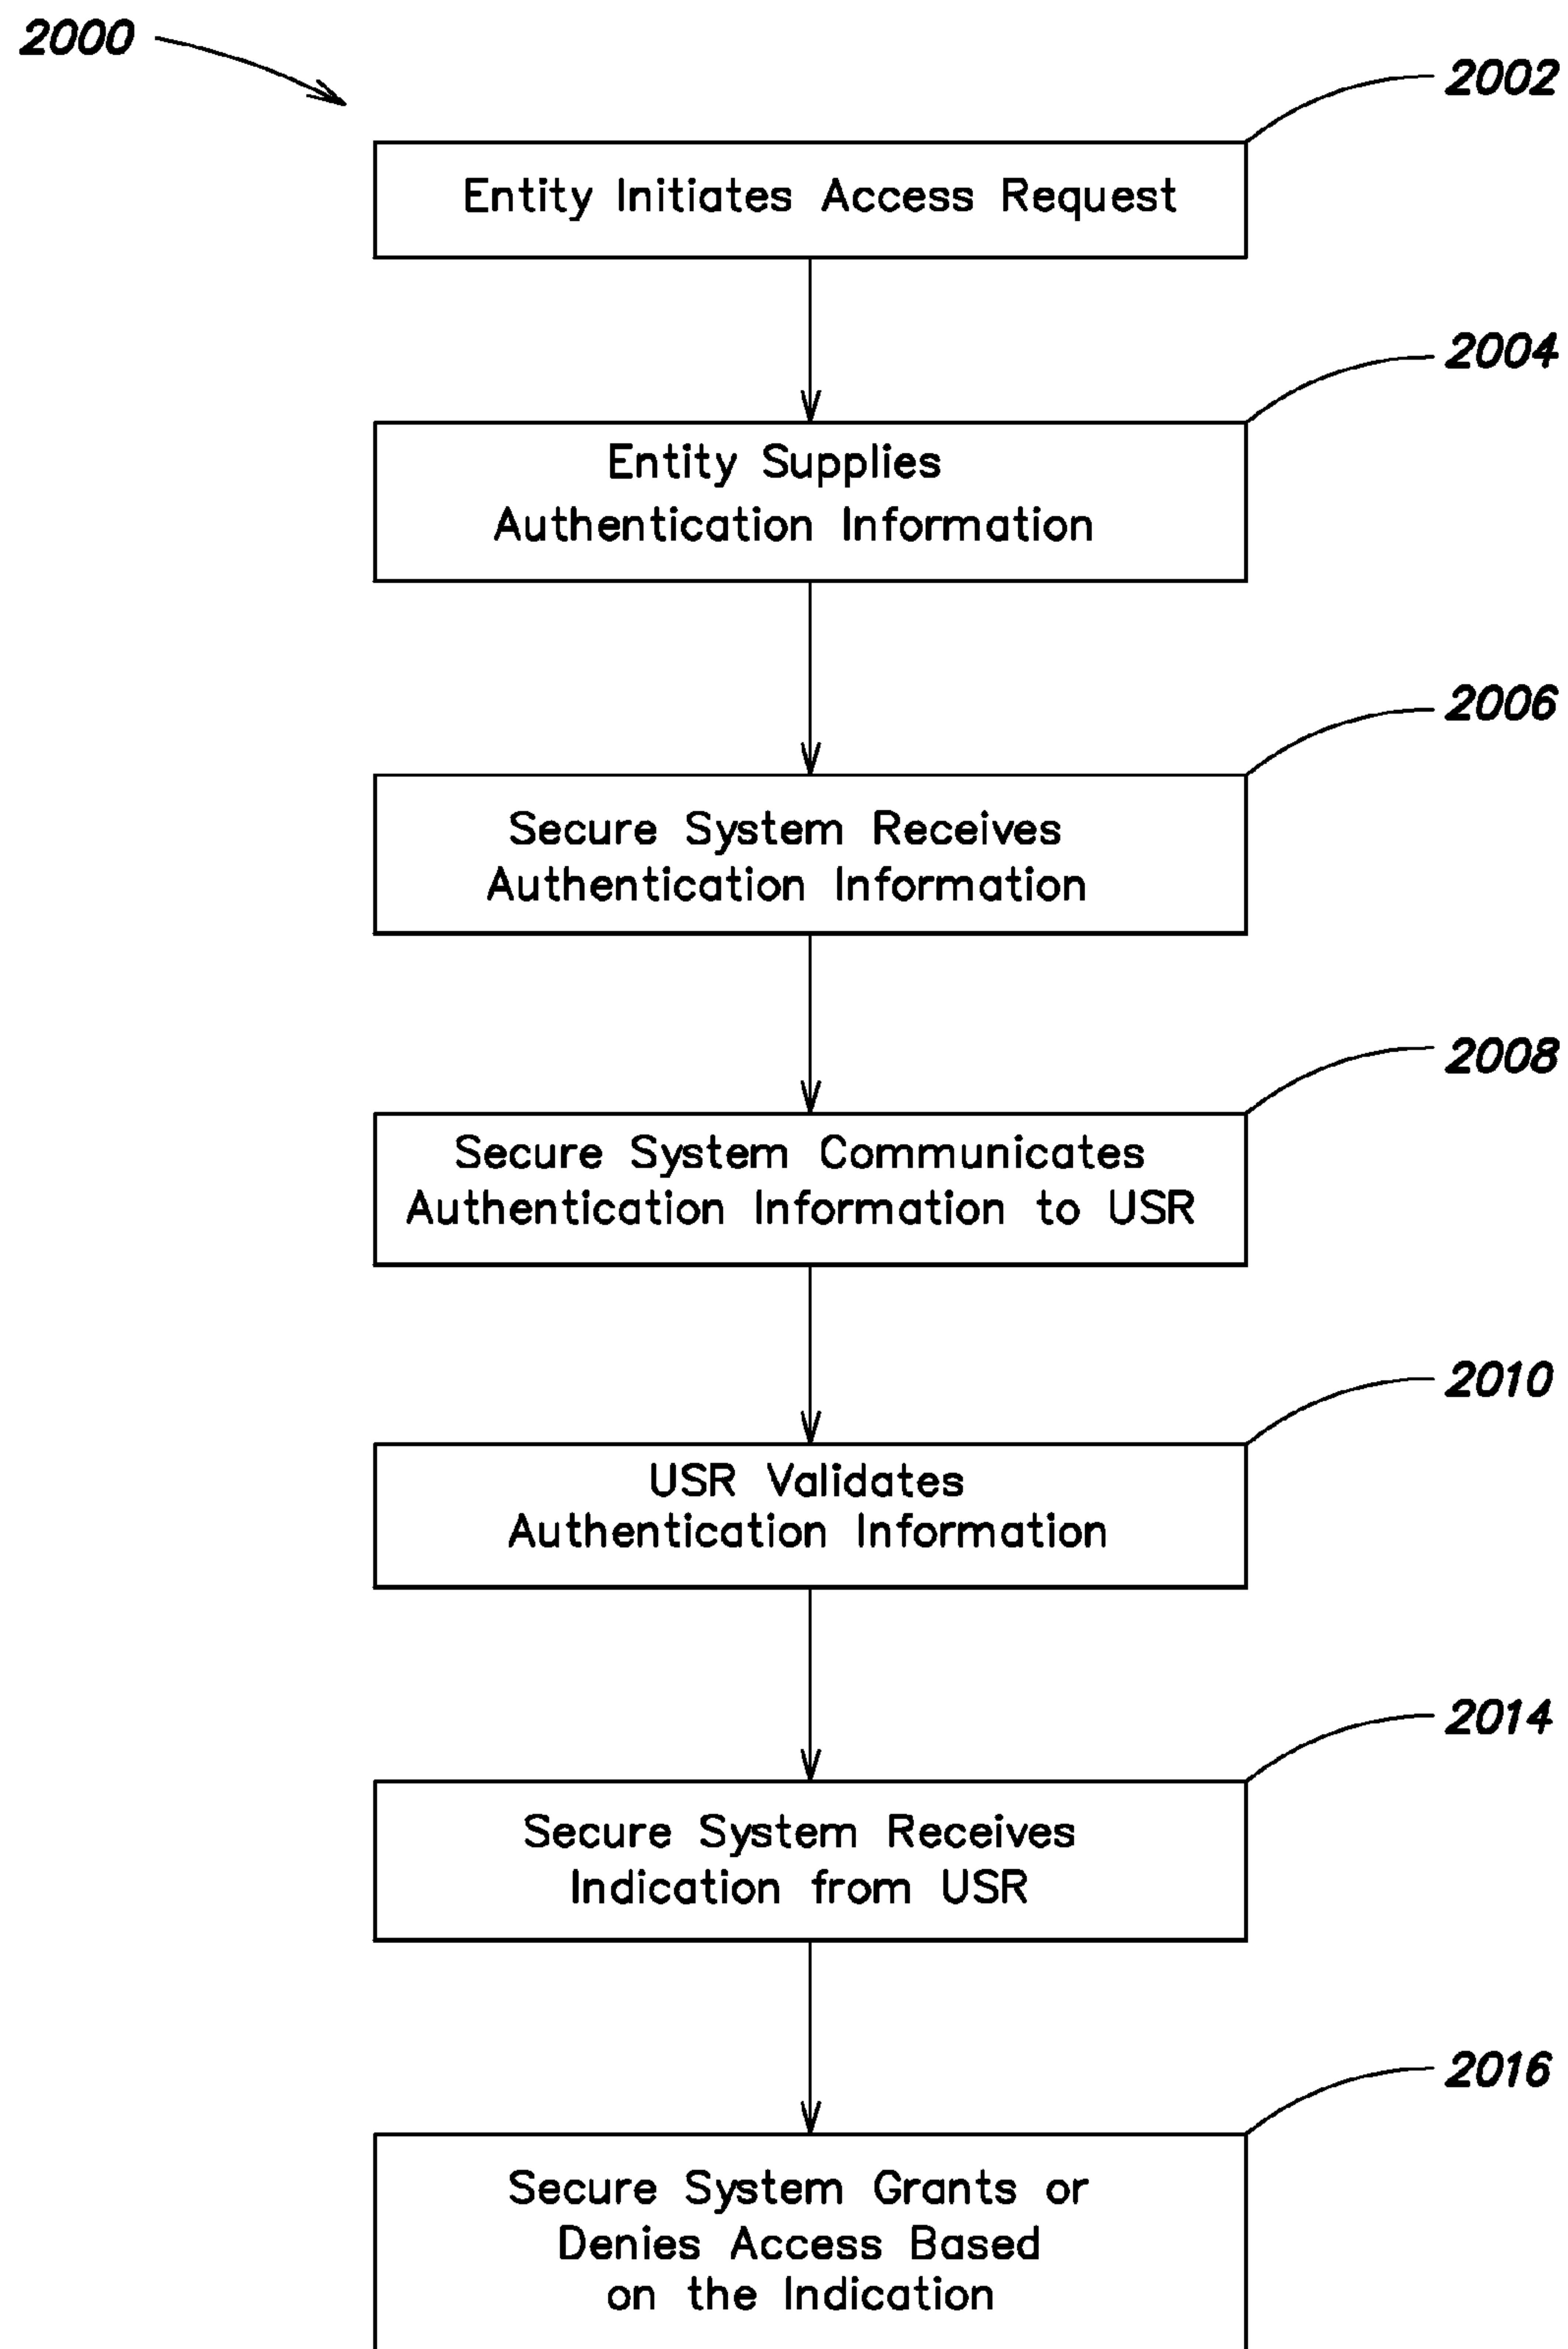 2000
2002
Entity Initiates Access Request
2004
Entity Supplies
Authentication Information
2006
Secure System Receives
Authentication Information
2008
Secure System Communicates
Authentication Information to USR
2010
USR Validates
Authentication Information
2014
Secure System Receives
Indication from USR
2016
Secure System Grants or
Denies Access Based
on the Indication